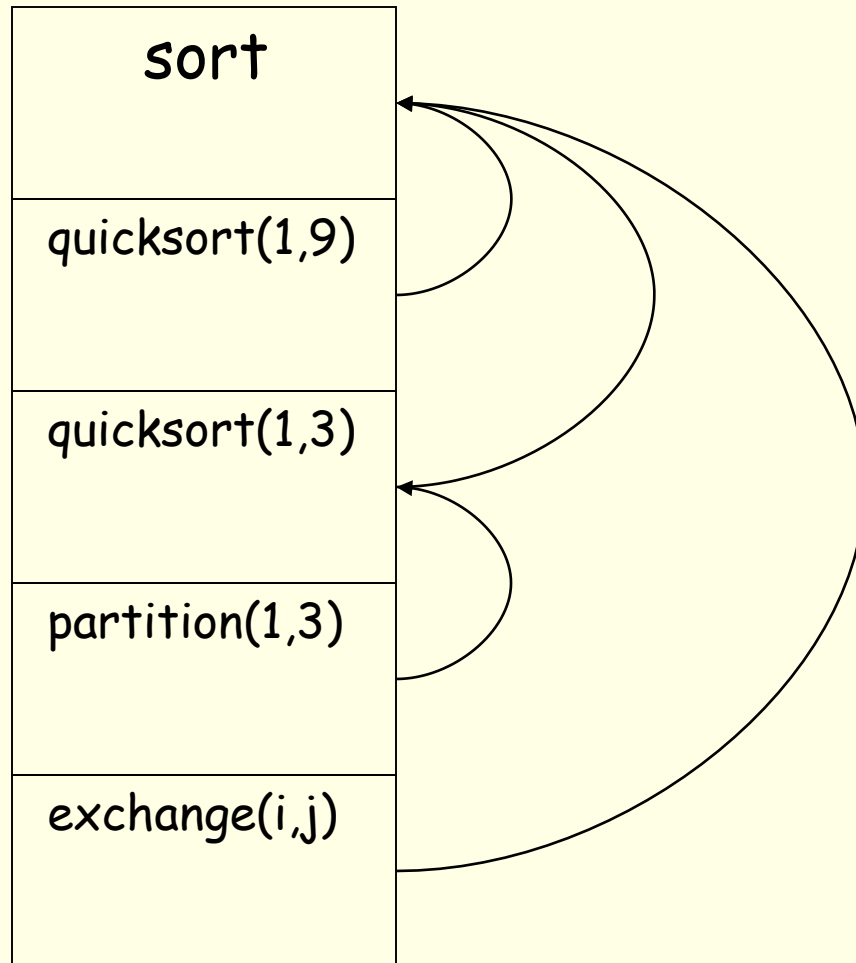 sort
quicksort(1,9)
quicksort(1,3)
partition(1,3)
exchange(i,j)